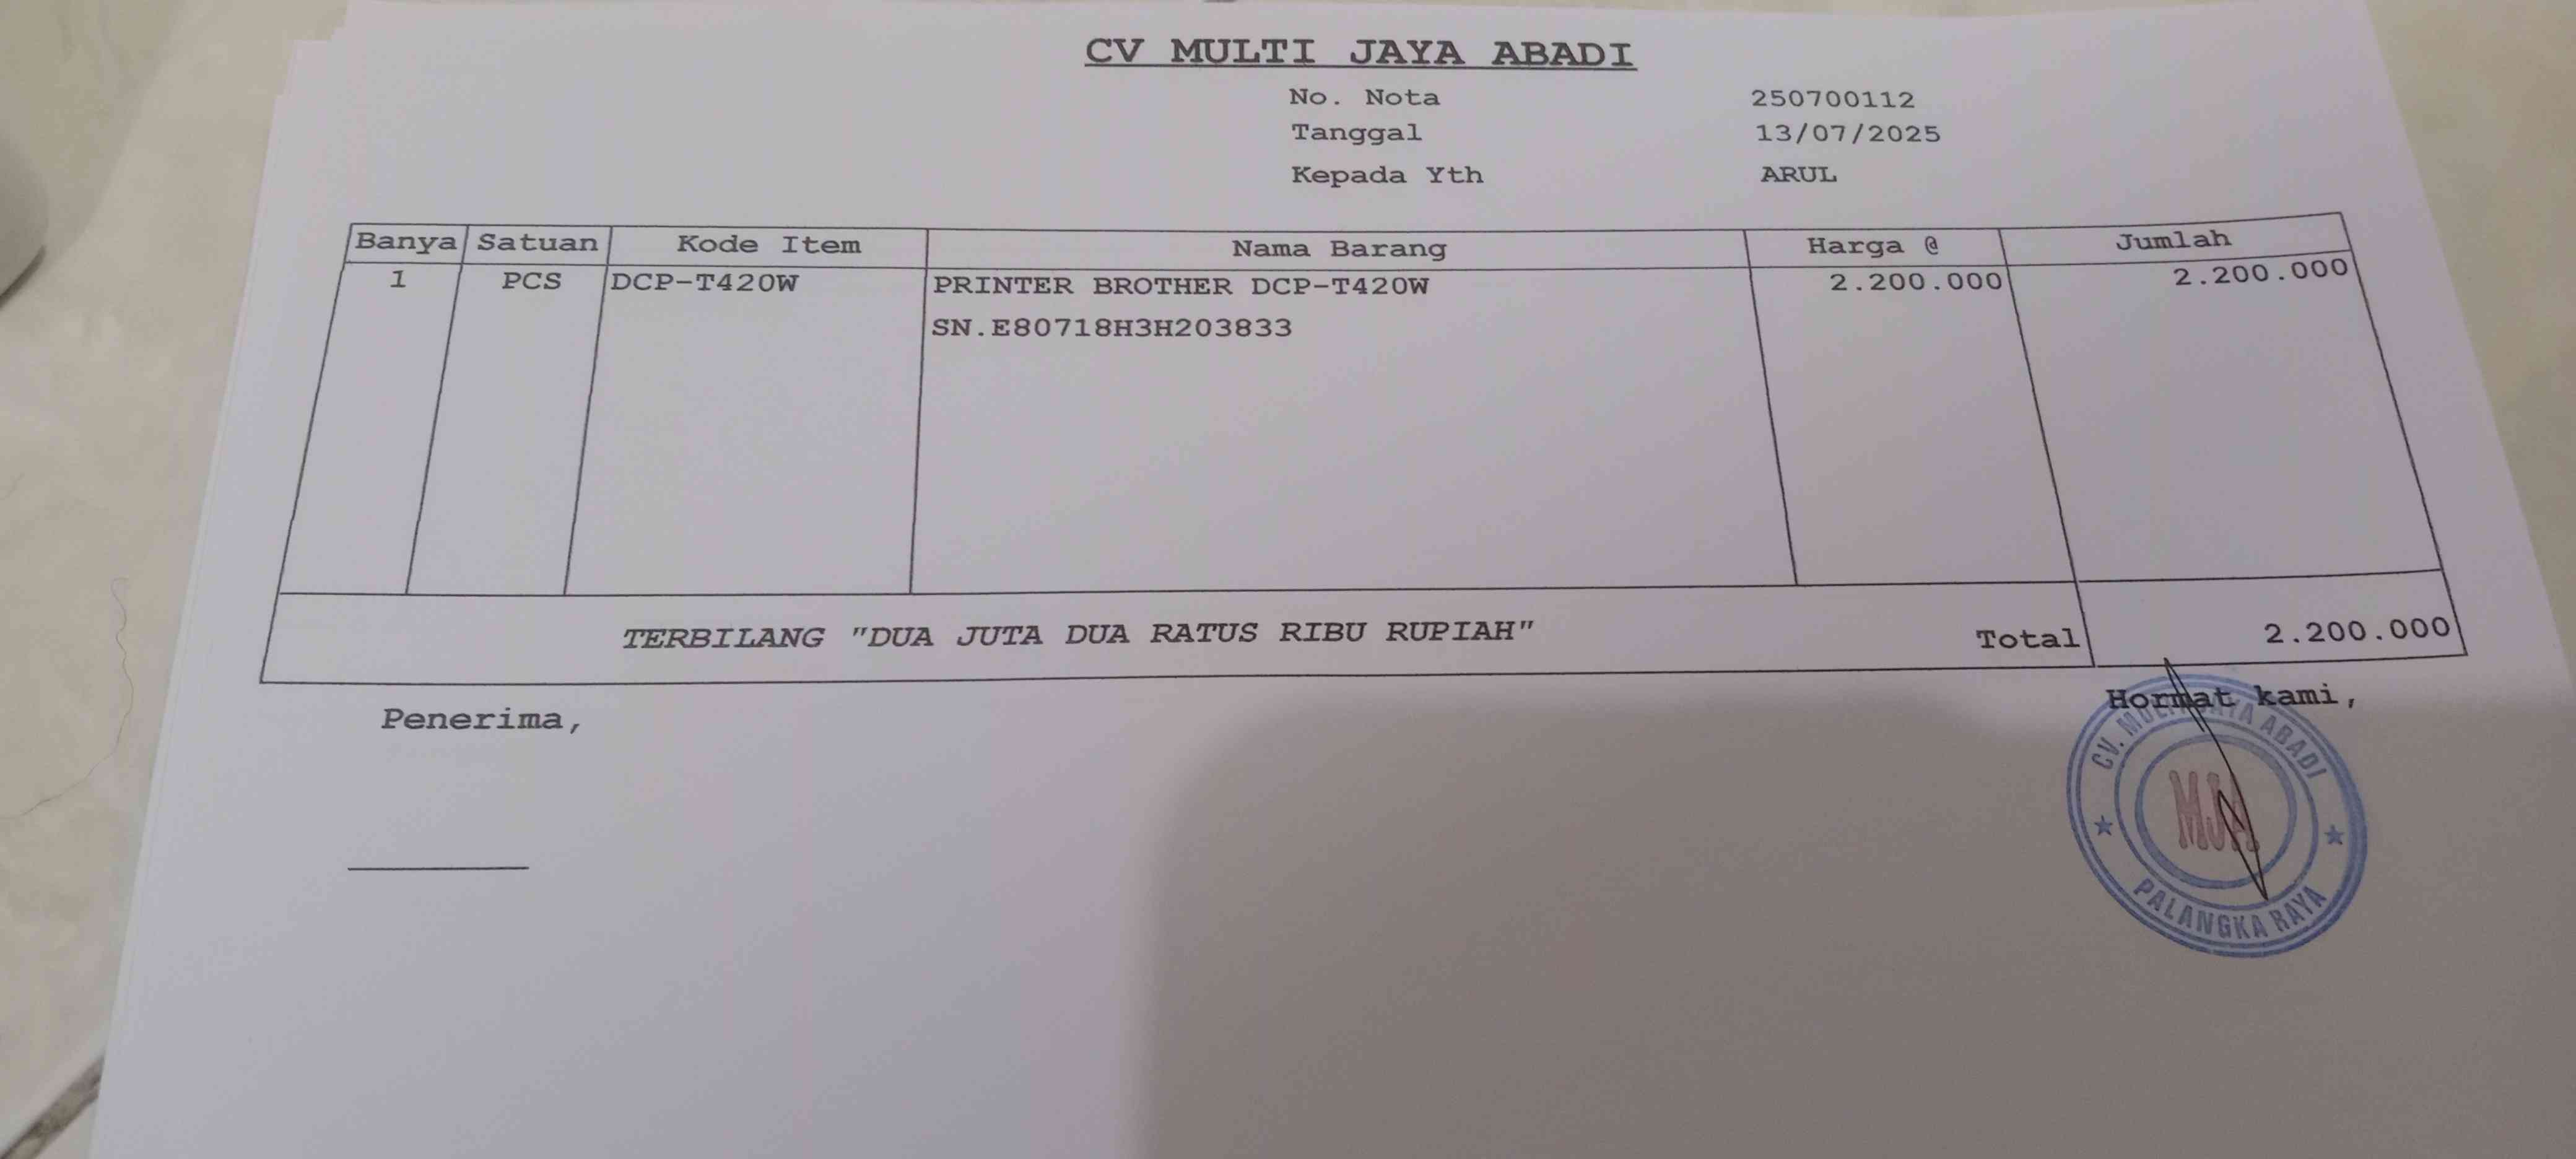 CV MULTI JAYA ABADI
No. Nota 250700112
Tanggal 13/07/2025
Kepada Yth ARUL
Banya Satuan Kode Item Nama Barang Harga @ Jumlah
1 PCS DCP-T420W PRINTER BROTHER DCP-T420W 2.200.000 2.200.000
SN.E80718H3H203833
TERBILANG "DUA JUTA DUA RATUS RIBU RUPIAH" Total 2.200.000
Penerima, Hormat kami,
CV. MULTI JAYA ABADI
MJA
PALANGKA RAYA